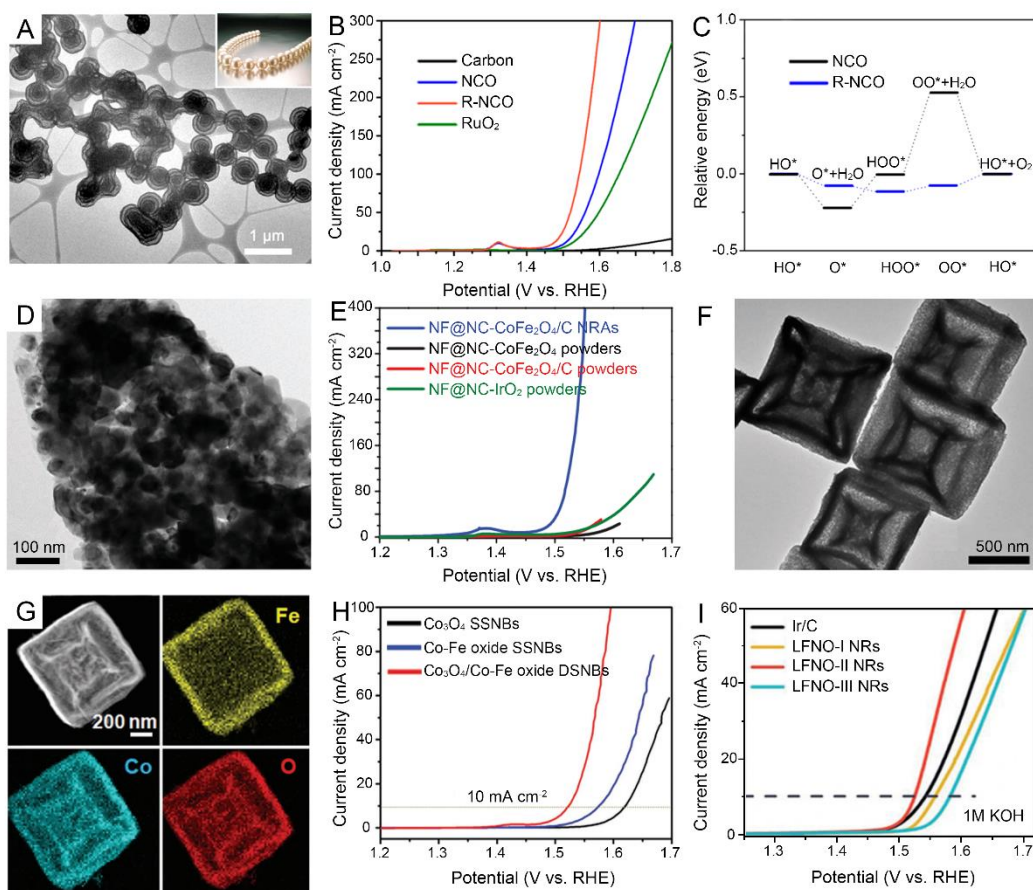 A
1 μm
B
Current density (mA cm⁻²)
300
250
200
150
100
50
0
Carbon
NCO
R-NCO
RuO₂
1.0 1.2 1.4 1.6 1.8
Potential (V vs. RHE)
C
Relative energy (eV)
1.0
0.5
0.0
-0.5
NCO
R-NCO
OO*+H₂O
HO* O*+H₂O HOO* HO*+O₂
HO* O* HOO* OO* HO*
D
100 nm
E
Current density (mA cm⁻²)
400
320
240
160
80
0
NF@NC-CoFe₂O₄/C NRAs
NF@NC-CoFe₂O₄ powders
NF@NC-CoFe₂O₄/C powders
NF@NC-IrO₂ powders
1.2 1.3 1.4 1.5 1.6 1.7
Potential (V vs. RHE)
F
500 nm
G
200 nm
Fe
Co
O
H
Current density (mA cm⁻²)
100
80
60
40
20
0
Co₃O₄ SSNBs
Co-Fe oxide SSNBs
Co₃O₄/Co-Fe oxide DSNBs
10 mA cm⁻²
1.2 1.3 1.4 1.5 1.6 1.7
Potential (V vs. RHE)
I
Current density (mA cm⁻²)
60
40
20
0
Ir/C
LFNO-I NRs
LFNO-II NRs
LFNO-III NRs
1M KOH
1.3 1.4 1.5 1.6 1.7
Potential (V vs. RHE)